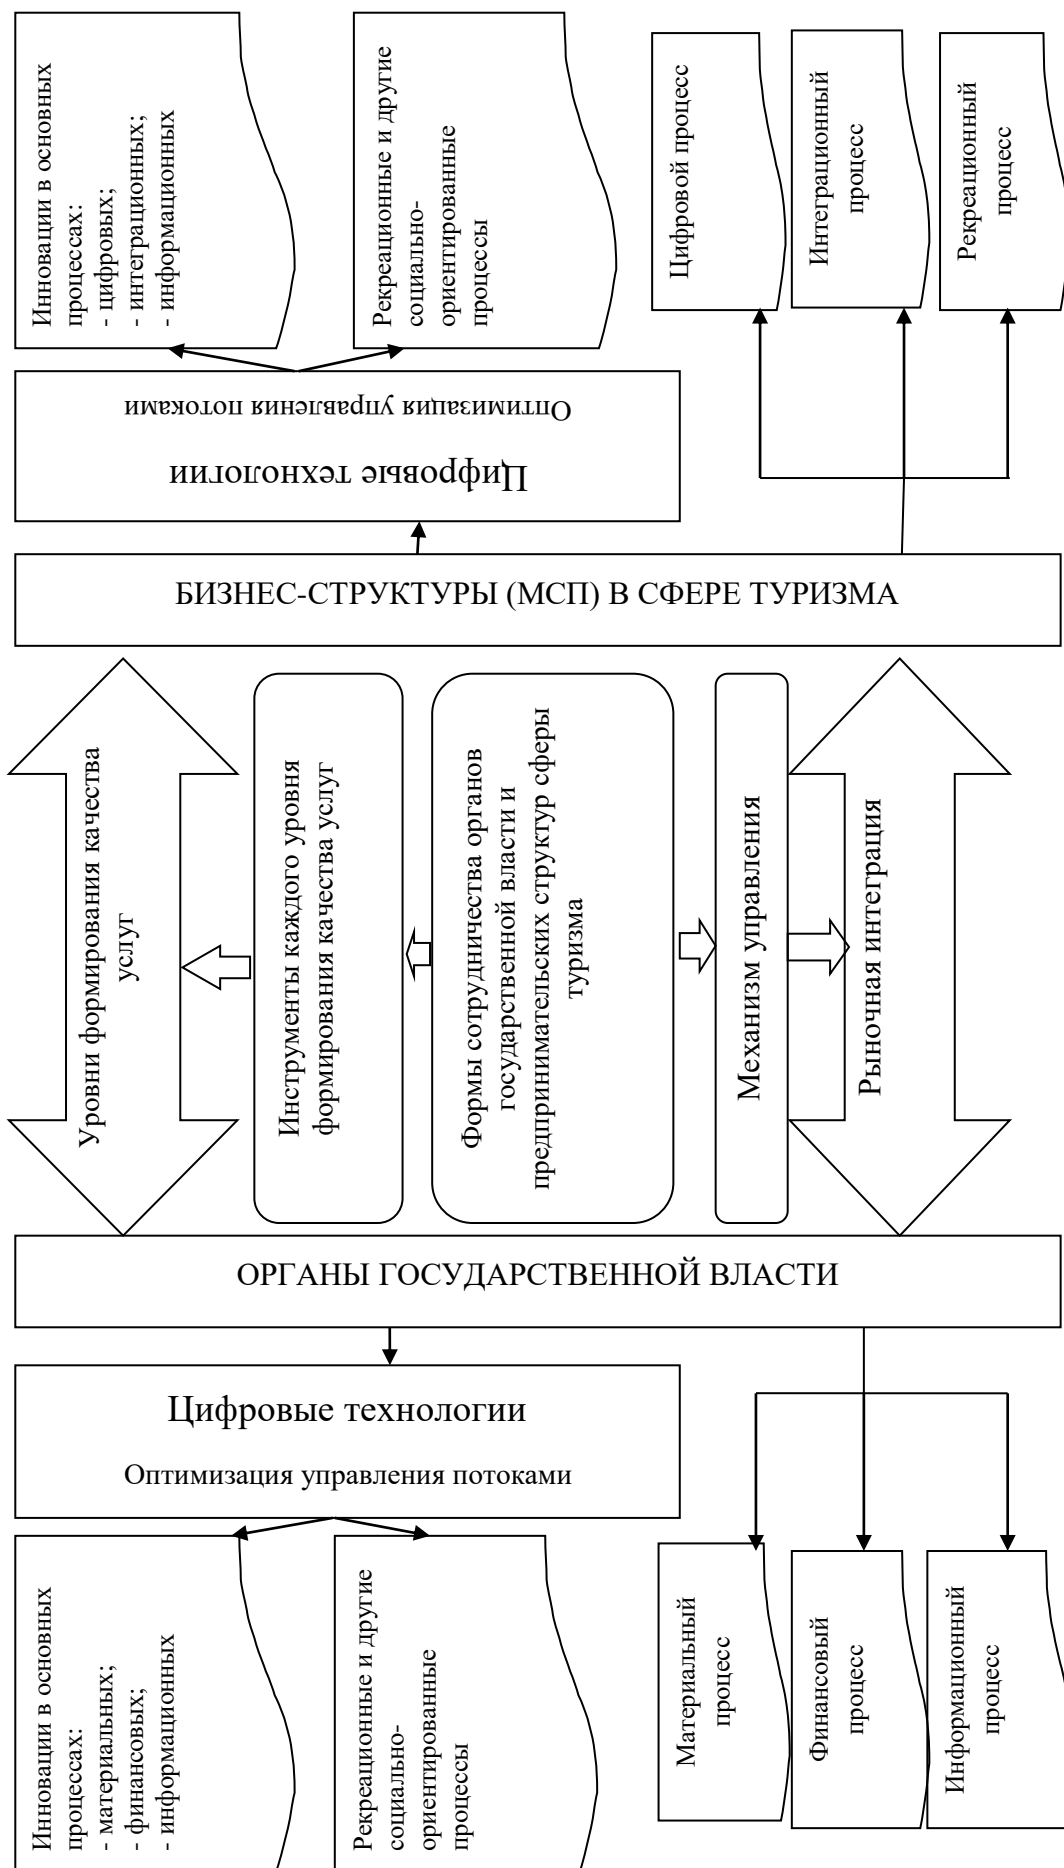 Инновации в основных
процессах:
- цифровых;
- интеграционных;
- информационных
Рекреационные и другие
социально-
ориентированные
процессы
Цифровой процесс
Интеграционный
процесс
Рекреационный
процесс
Цифровые технологии
Оптимизация управления потоками
БИЗНЕС-СТРУКТУРЫ (МСП) В СФЕРЕ ТУРИЗМА
Уровни формирования качества
услуг
Инструменты каждого уровня
формирования качества услуг
Формы сотрудничества органов
государственной власти и
предпринимательских структур сферы
туризма
Механизм управления
Рыночная интеграция
ОРГАНЫ ГОСУДАРСТВЕННОЙ ВЛАСТИ
Цифровые технологии
Оптимизация управления потоками
Инновации в основных
процессах:
- материальных;
- финансовых;
- информационных
Рекреационные и другие
социально-
ориентированные
процессы
Материальный
процесс
Финансовый
процесс
Информационный
процесс